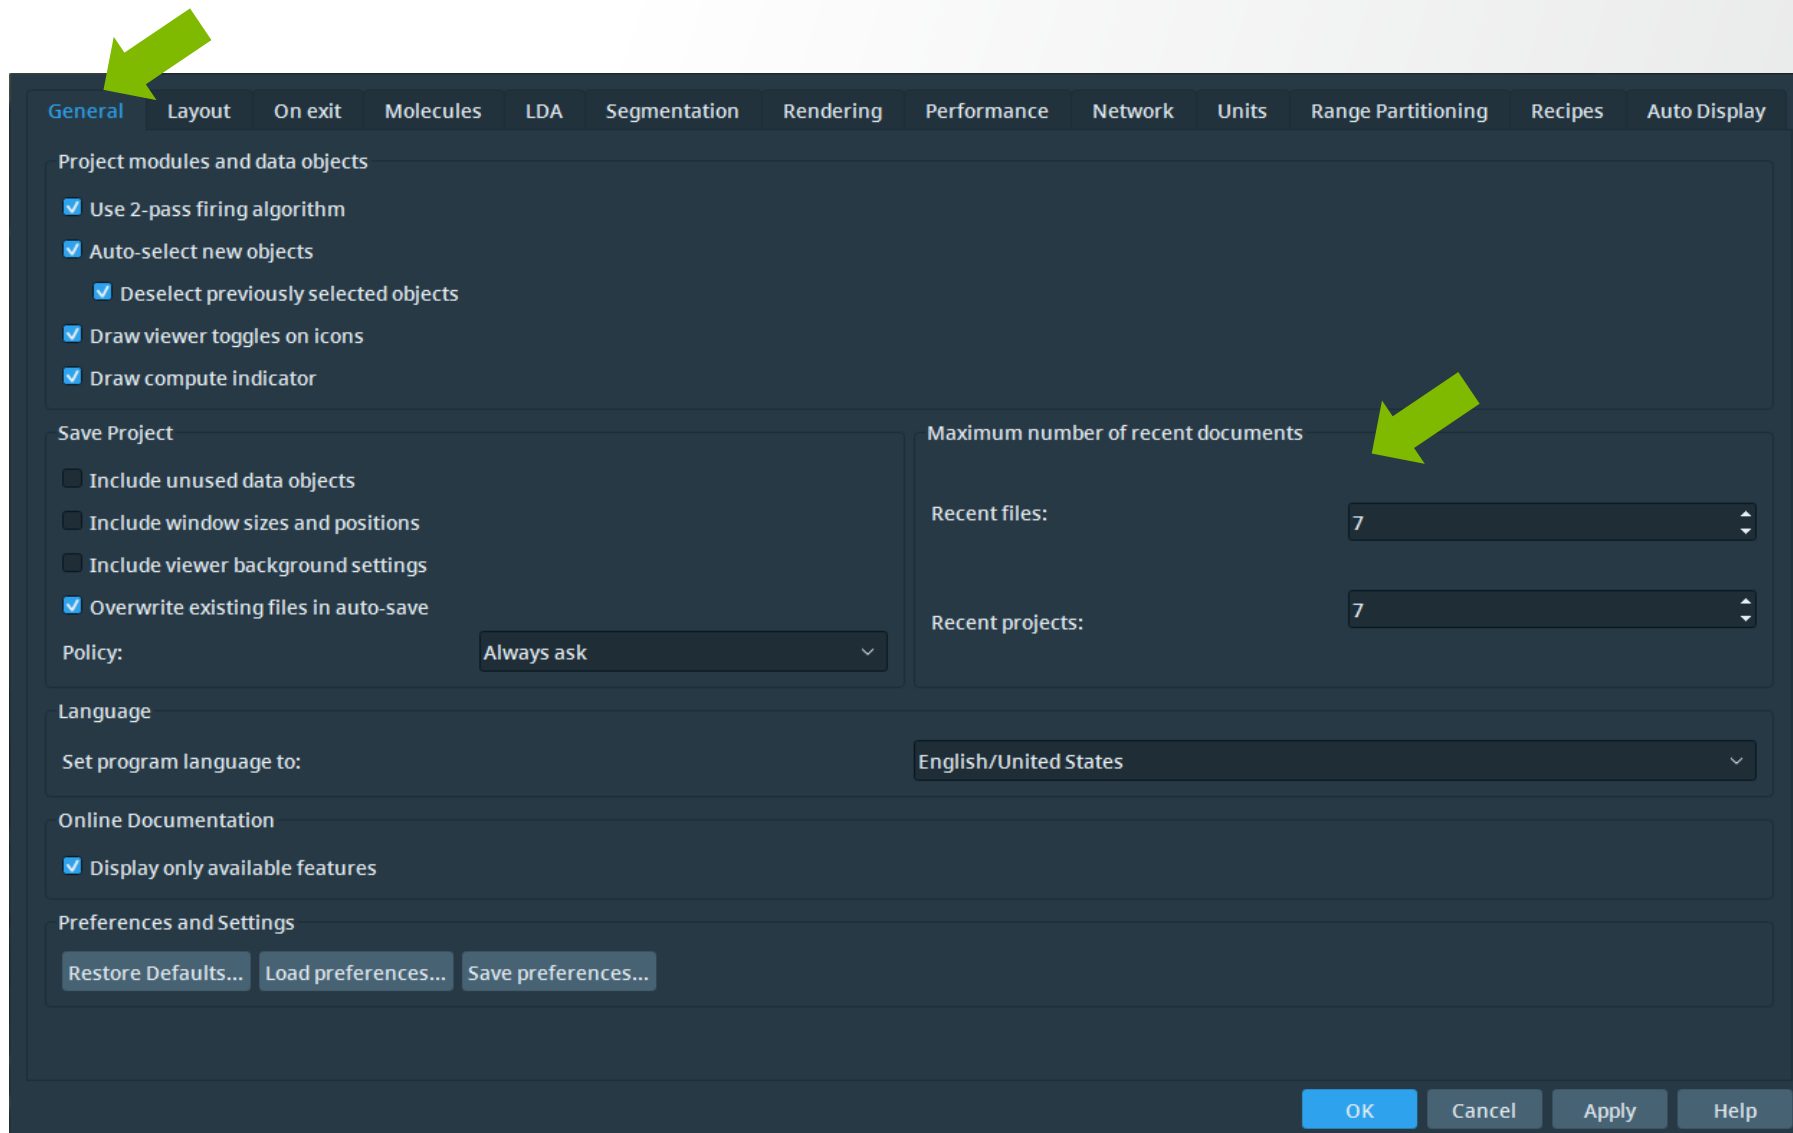 General Layout On exit Molecules LDA Segmentation Rendering Performance Network Units Range Partitioning Recipes Auto Display
Project modules and data objects
Use 2-pass firing algorithm
Auto-select new objects
Deselect previously selected objects
Draw viewer toggles on icons
Draw compute indicator
Save Project
Include unused data objects
Include window sizes and positions
Include viewer background settings
Overwrite existing files in auto-save
Policy: Always ask
Maximum number of recent documents
Recent files: 7
Recent projects: 7
Language
Set program language to: English/United States
Online Documentation
Display only available features
Preferences and Settings
Restore Defaults... Load preferences... Save preferences...
OK Cancel Apply Help